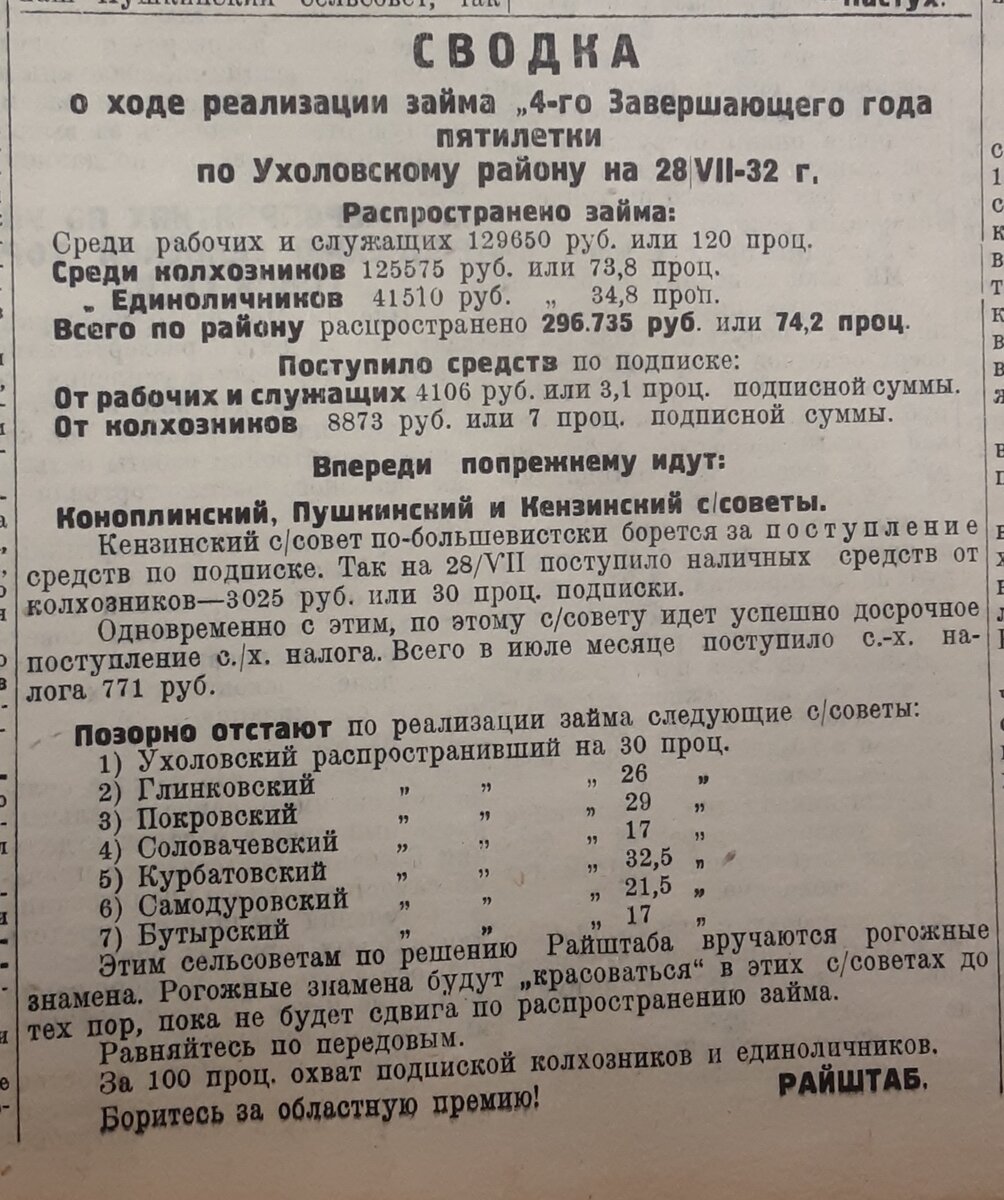 Пушкинский сельсовет, так
пастух.
СВОДКА
о ходе реализации займа „4-го Завершающего года
пятилетки
по Ухоловскому району на 28|VII-32 г.
Распространено займа:
Среди рабочих и служащих 129650 руб. или 120 проц.
Среди колхозников 125575 руб. или 73,8 проц.
„ Единоличников 41510 руб. „ 34,8 проп.
Всего по району распространено 296.735 руб. или 74,2 проц.
Поступило средств по подписке:
От рабочих и служащих 4106 руб. или 3,1 проц. подписной суммы.
От колхозников 8873 руб. или 7 проц. подписной суммы.
Впереди попрежнему идут:
Коноплинский, Пушкинский и Кензинский с/советы.
Кензинский с/совет по-большевистски борется за поступление
средств по подписке. Так на 28/VII поступило наличных средств от
колхозников—3025 руб. или 30 проц. подписки.
Одновременно с этим, по этому с/совету идет успешно досрочное
поступление с./х. налога. Всего в июле месяце поступило с.-х. на-
лога 771 руб.
Позорно отстают по реализации займа следующие с/советы:
1) Ухоловский распространивший на 30 проц.
2) Глинковский „ „ „ 26 „
3) Покровский „ „ „ 29 „
4) Соловачевский „ „ „ 17 „
5) Курбатовский „ „ „ 32,5 „
6) Самодуровский „ „ „ 21,5 „
7) Бутырский „ „ „ 17 „
Этим сельсоветам по решению Райштаба вручаются рогожные
знамена. Рогожные знамена будут „красоваться“ в этих с/советах до
тех пор, пока не будет сдвига по распространению займа.
Равняйтесь по передовым.
За 100 проц. охват подпиской колхозников и единоличников.
Боритесь за областную премию!
РАЙШТАБ.